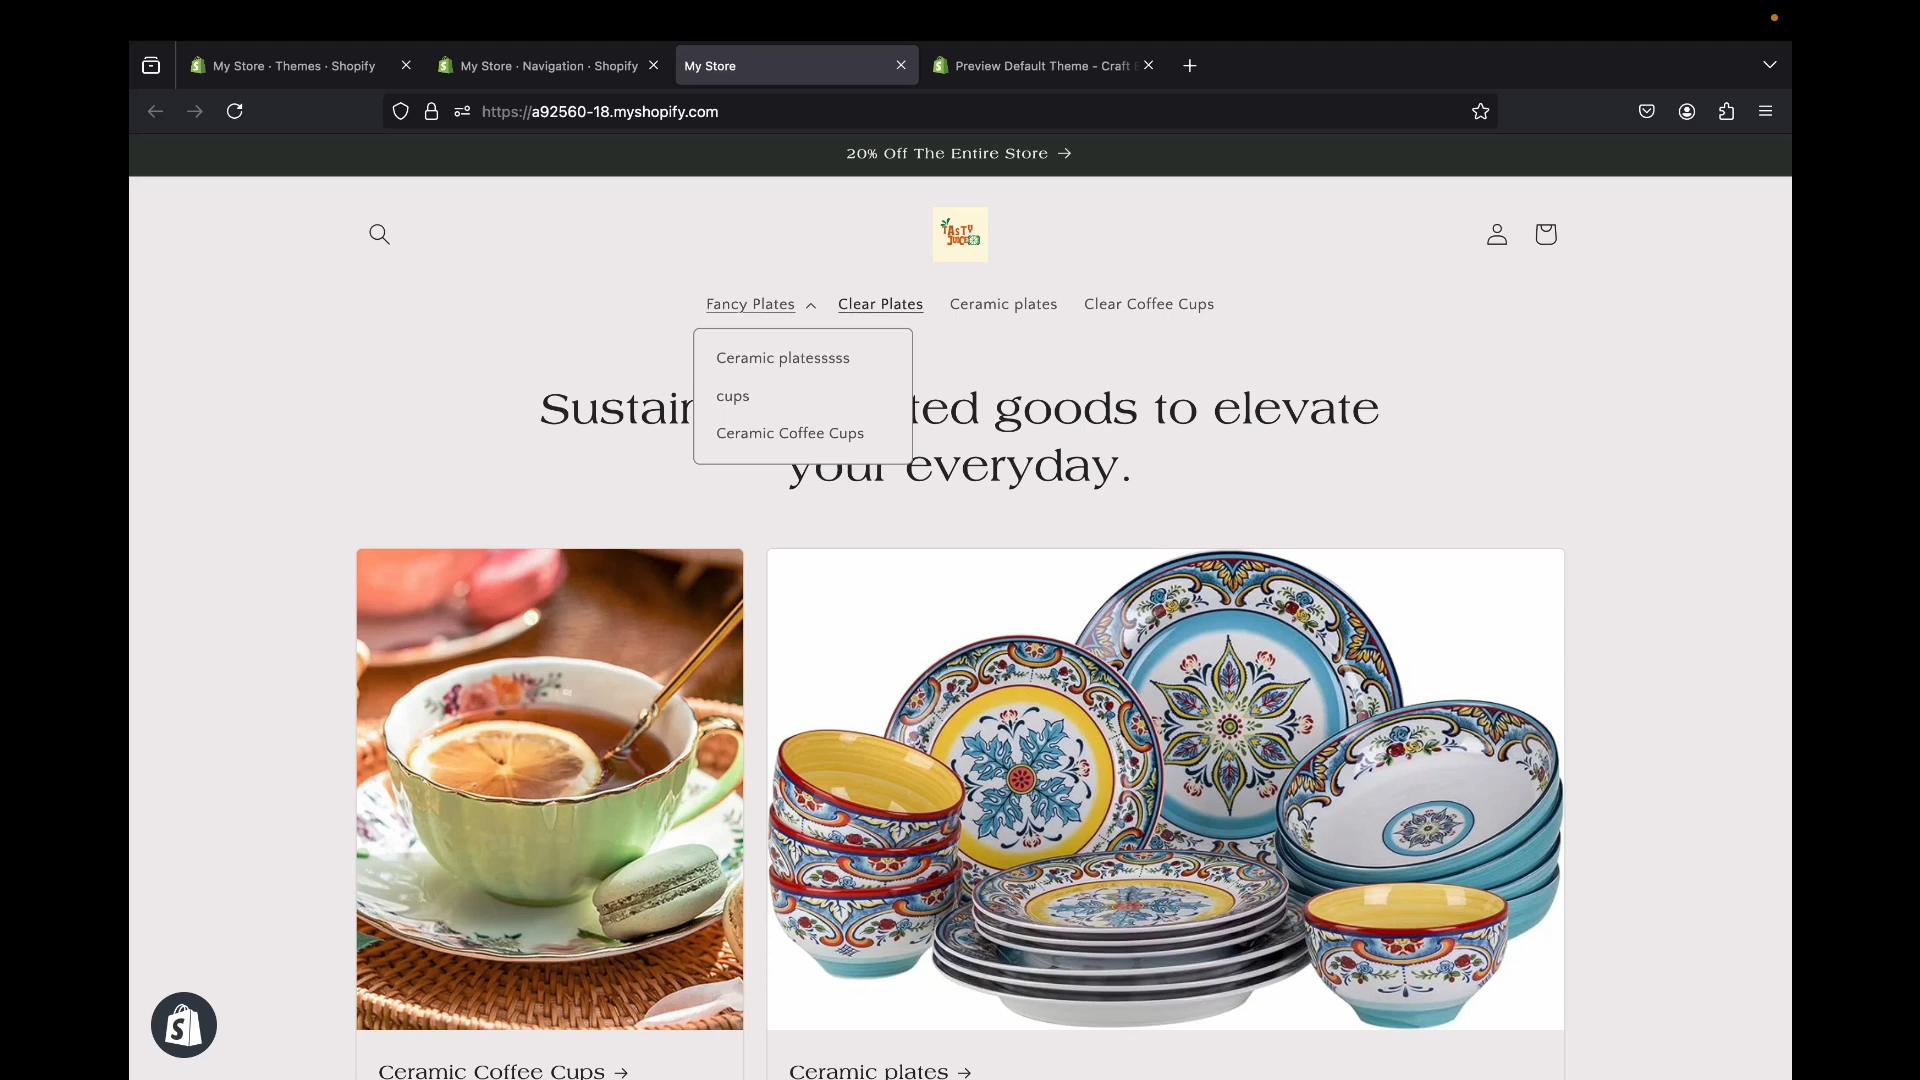 My Store · Themes · Shopify
My Store · Navigation · Shopify
My Store
Preview Default Theme - Craft
https://a92560-18.myshopify.com
20% Off The Entire Store →
TASTY
JUICE
Fancy Plates
Clear Plates
Ceramic plates
Clear Coffee Cups
Ceramic platesssss
cups
Ceramic Coffee Cups
Sustain ted goods to elevate
your everyday.
Ceramic Coffee Cups →
Ceramic plates →